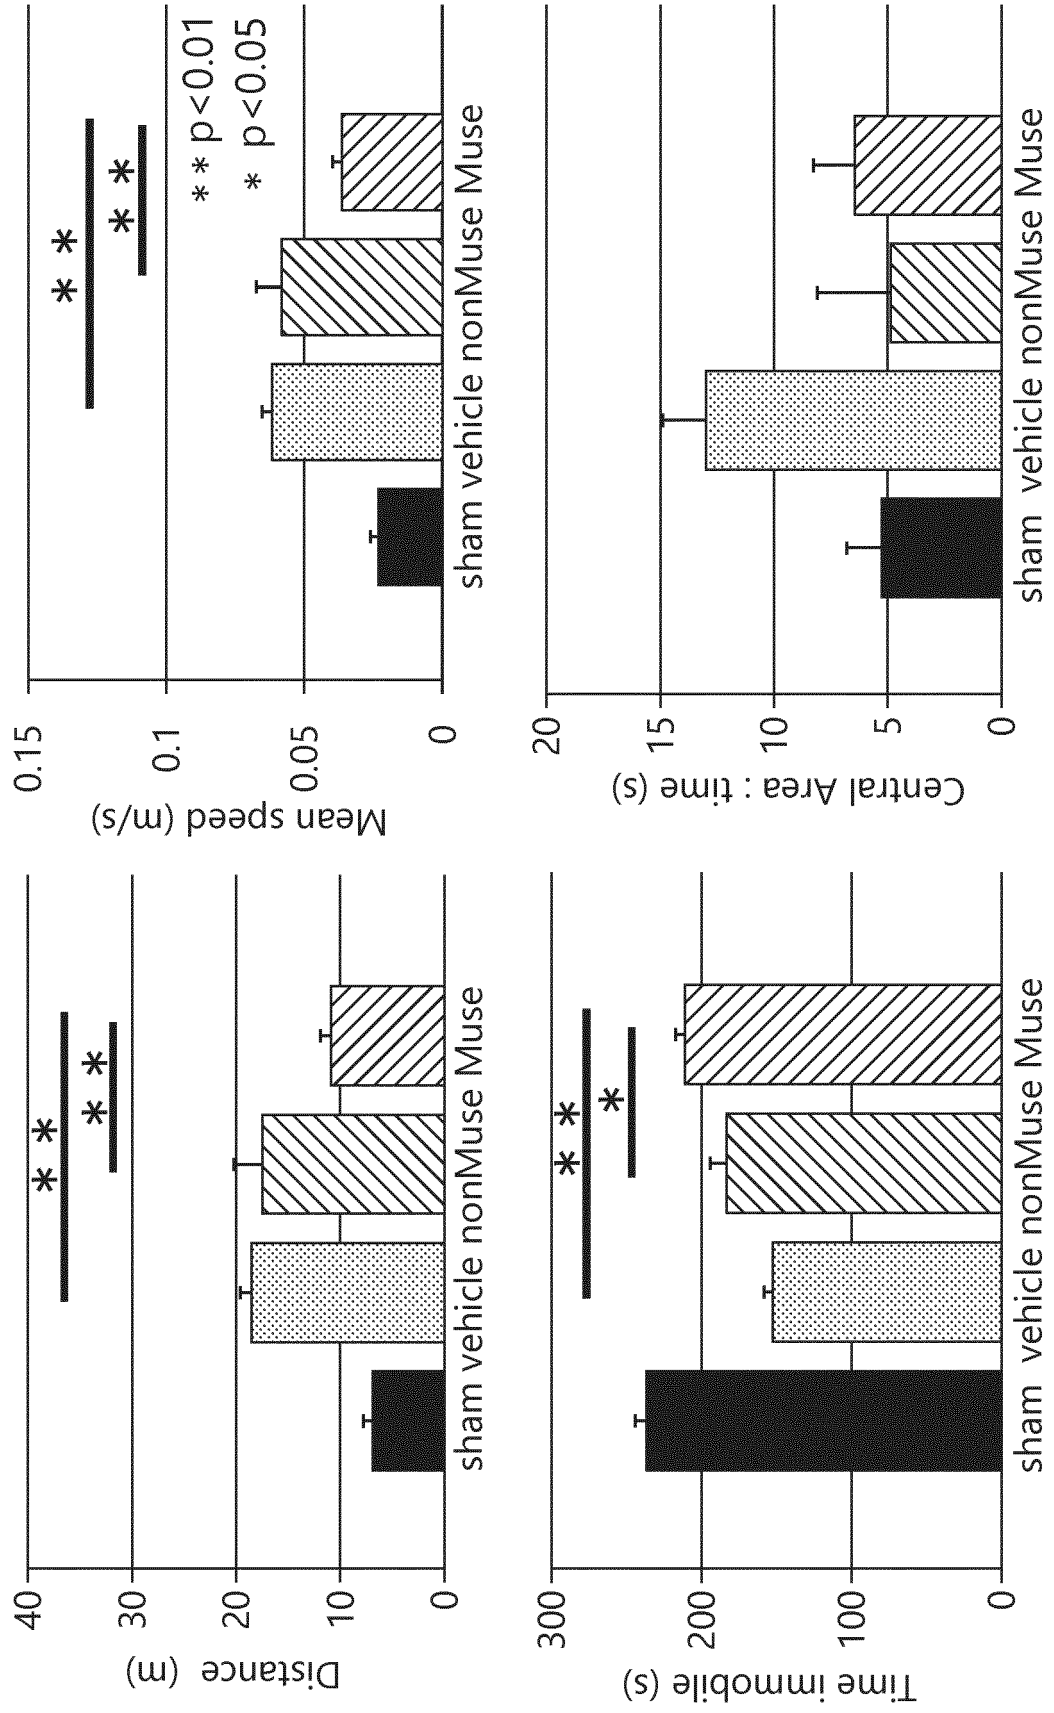 Distance (m)
40
30
20
10
0
* *
* *
sham vehicle nonMuse Muse
Mean speed (m/s)
0.15
0.1
0.05
0
* *
* *
* * p<0.01
* p<0.05
sham vehicle nonMuse Muse
Time immobile (s)
300
200
100
0
* *
*
sham vehicle nonMuse Muse
Central Area : time (s)
20
15
10
5
0
sham vehicle nonMuse Muse